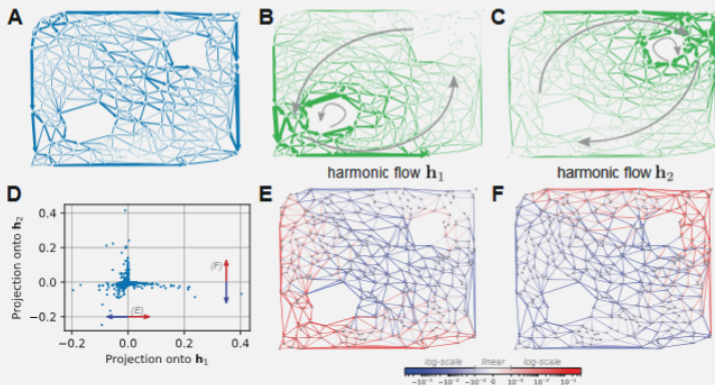 A
B
C
harmonic flow h₁
harmonic flow h₂
D
E
F
Projection onto h₂
0.4
0.2
0.0
−0.2
(F)
(E)
−0.2
0.0
0.2
0.4
Projection onto h₁
log-scale
linear
log-scale